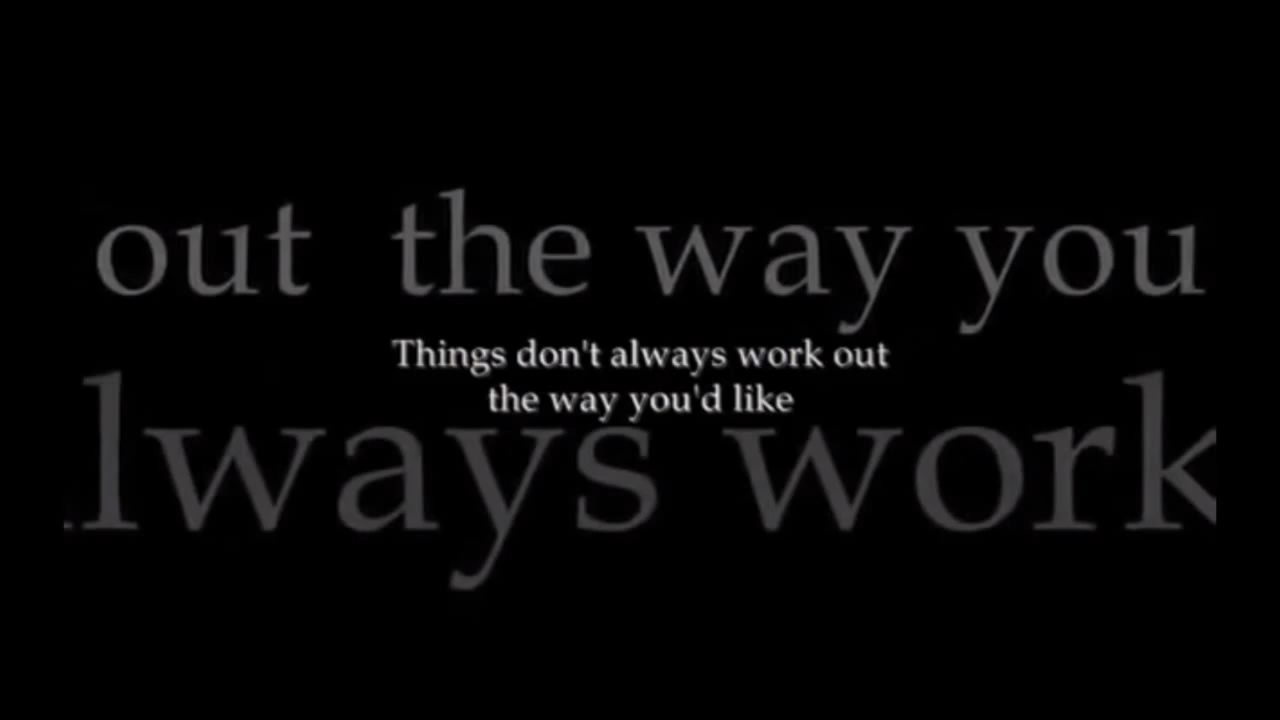 out the way you
Things don't always work out
the way you'd like
lways work